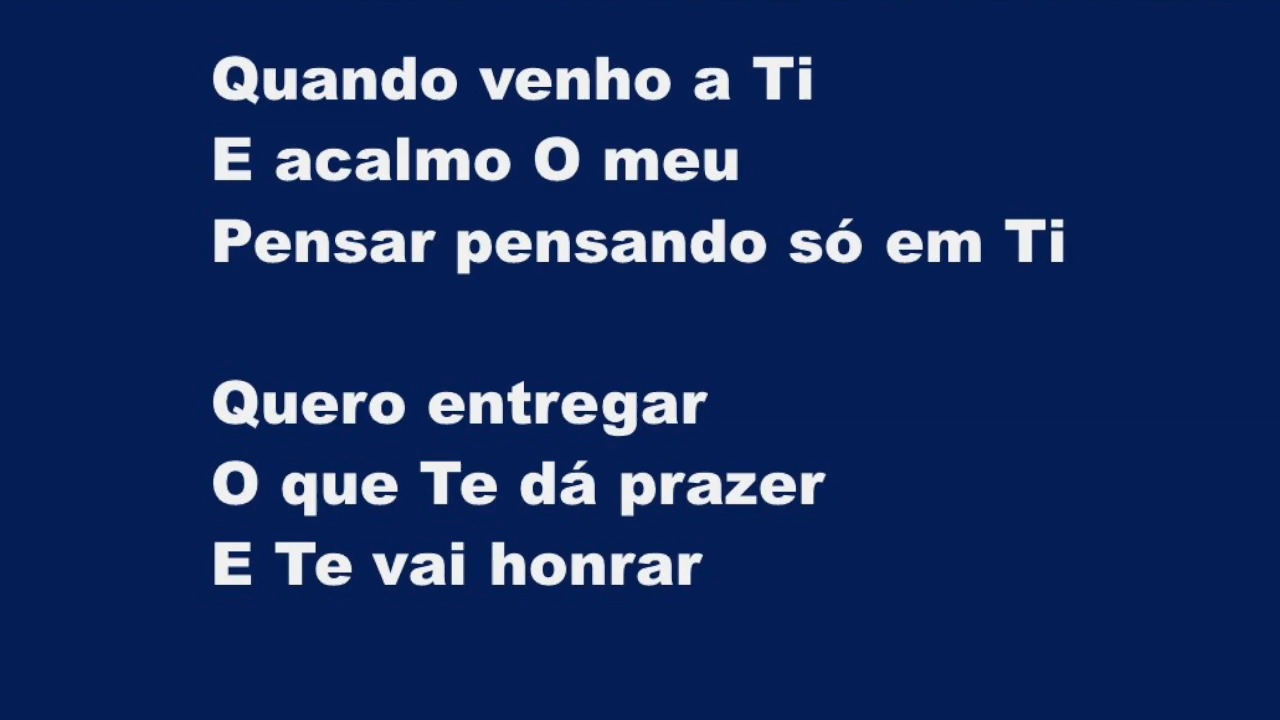 Quando venho a Ti
E acalmo O meu
Pensar pensando só em Ti
Quero entregar
O que Te dá prazer
E Te vai honrar